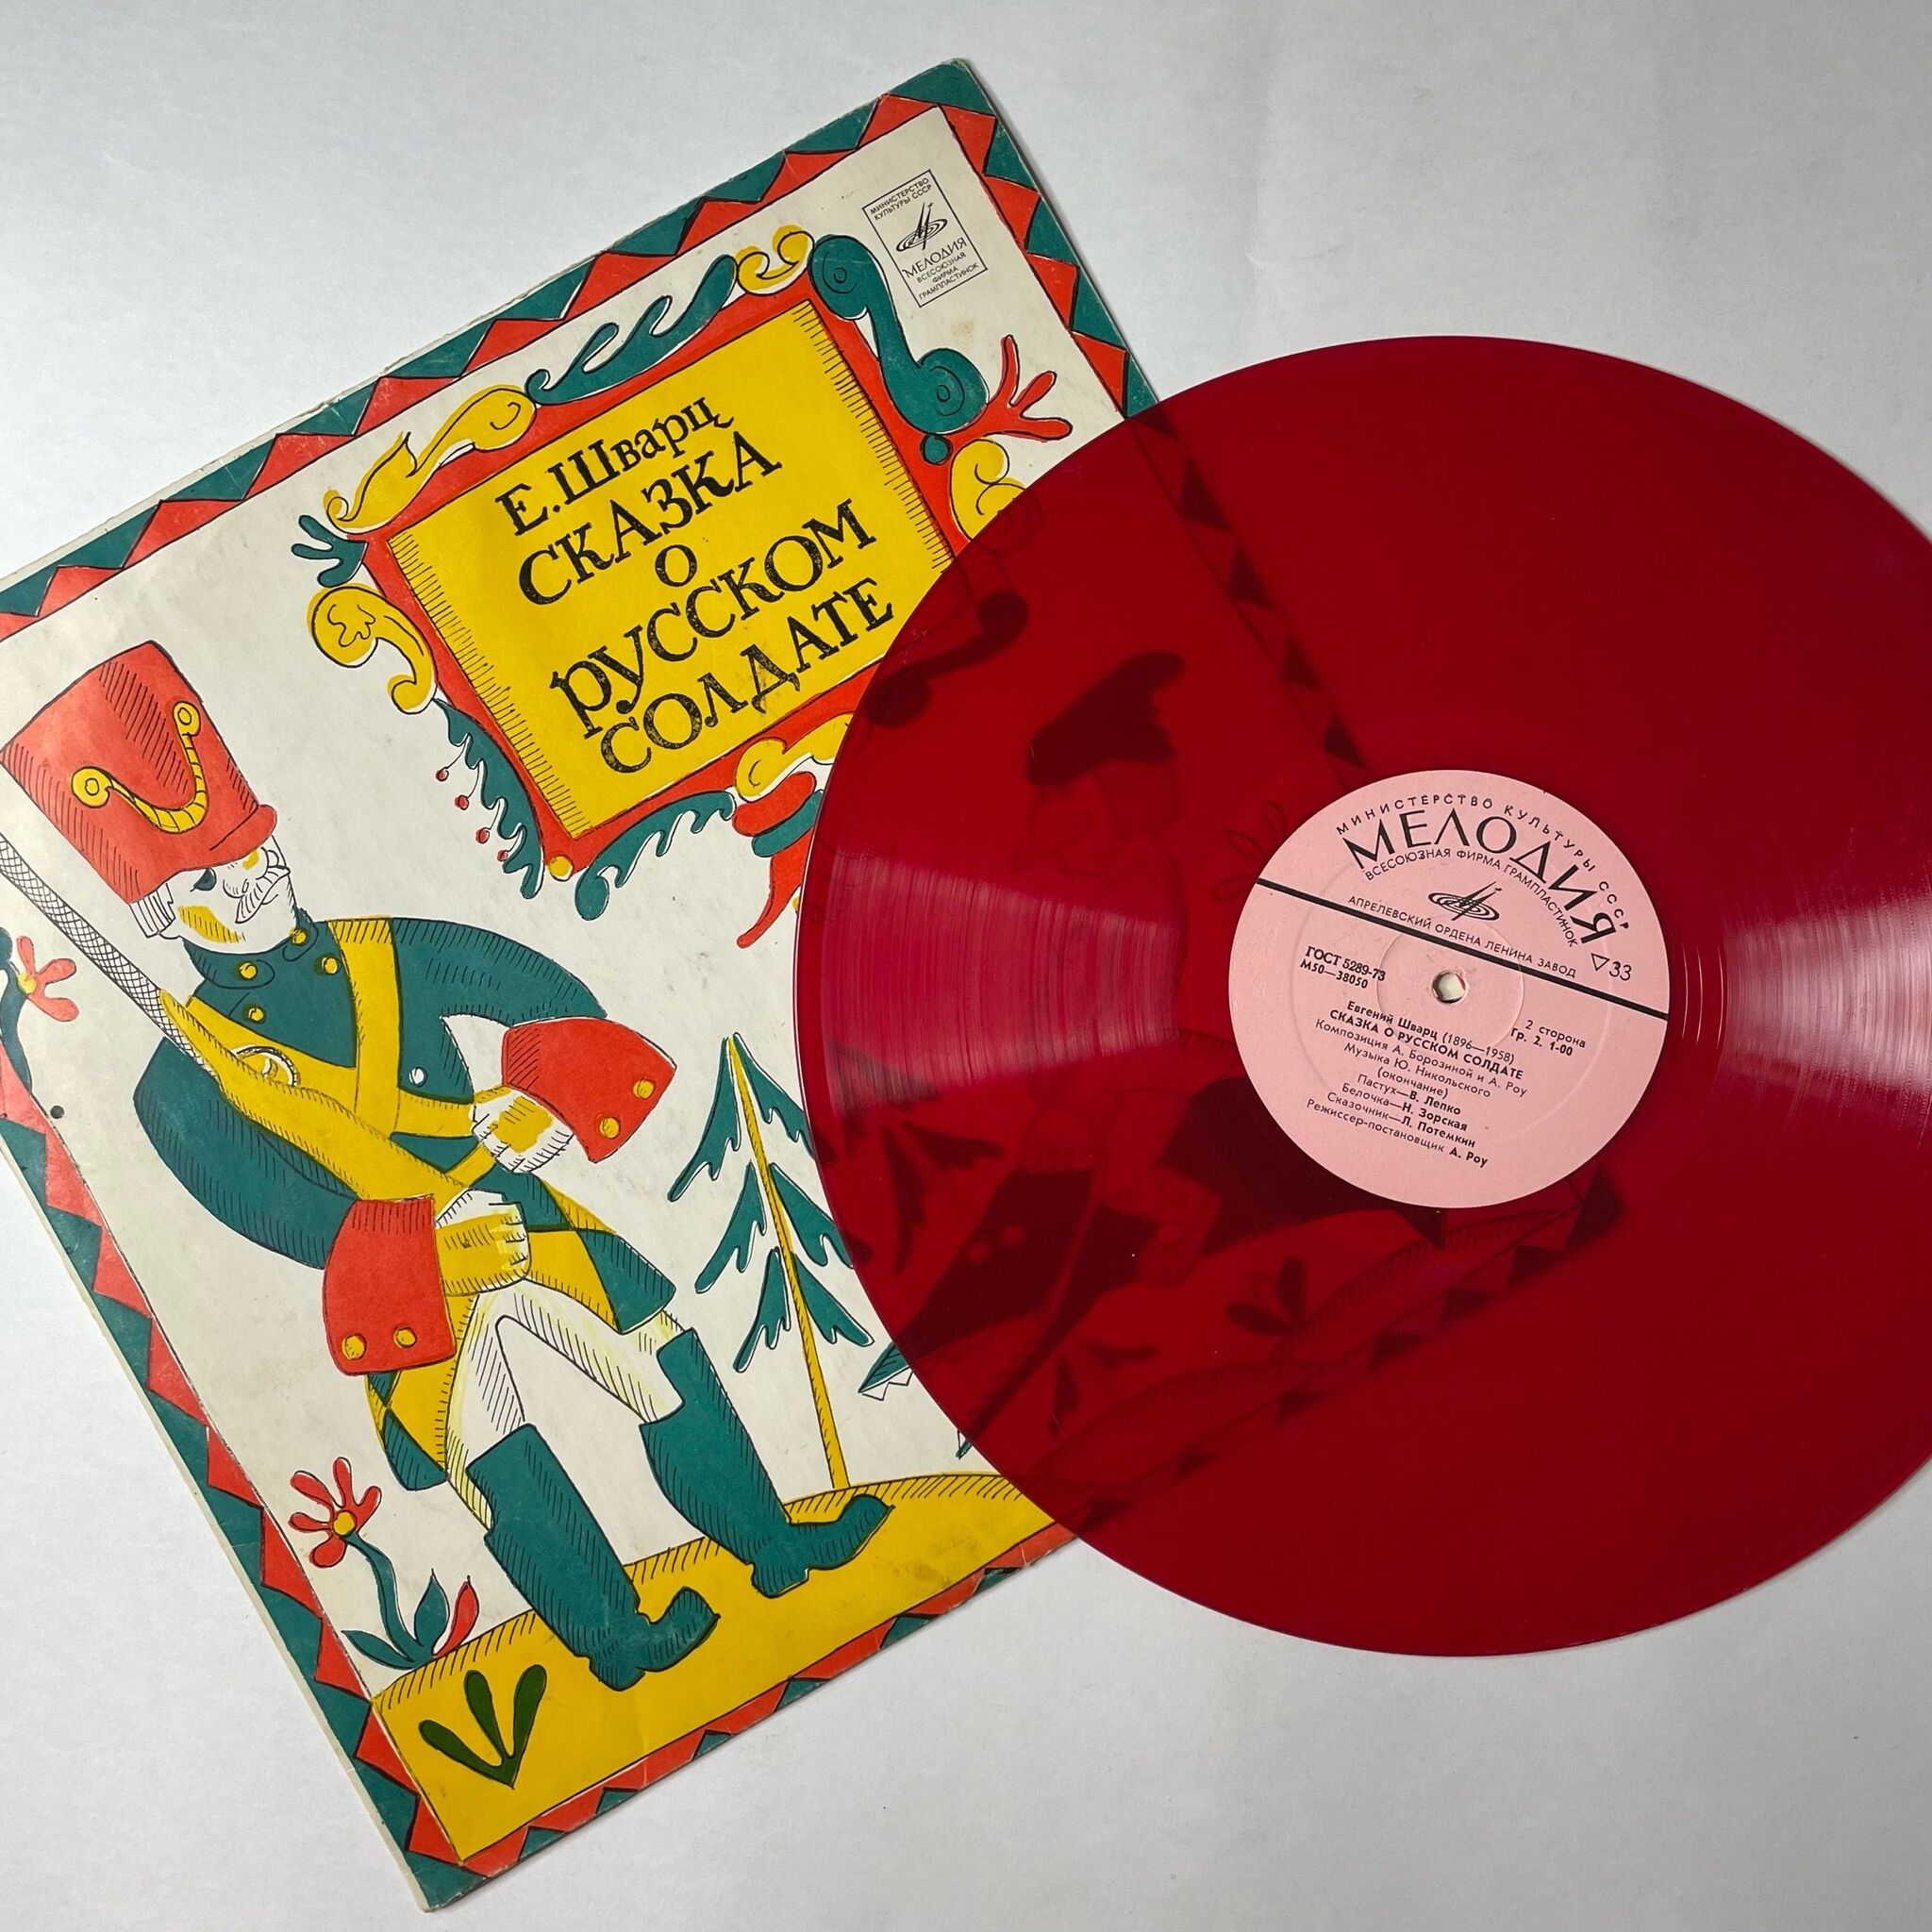 МИНИСТЕРСТВО
КУЛЬТУРЫ СССР
МЕЛОДИЯ
ВСЕСОЮЗНАЯ
ФИРМА
ГРАМПЛАСТИНОК
Е. Шварц
СКАЗКА
О
русском
СОЛДАТЕ
МИНИСТЕРСТВО КУЛЬТУРЫ СССР
МЕЛОДИЯ
ВСЕСОЮЗНАЯ ФИРМА ГРАМПЛАСТИНОК
АПРЕЛЕВСКИЙ ОРДЕНА ЛЕНИНА ЗАВОД
33
ГОСТ 5289-73
М50—38050
2 сторона
Гр. 2. 1-00
Евгений Шварц (1896—1958)
СКАЗКА О РУССКОМ СОЛДАТЕ
Композиция А. Борозиной и А. Роу
Музыка Ю. Никольского
(окончание)
Пастух—В. Лепко
Белочка—Н. Зорская
Сказочник—Л. Потемкин
Режиссер-постановщик А. Роу